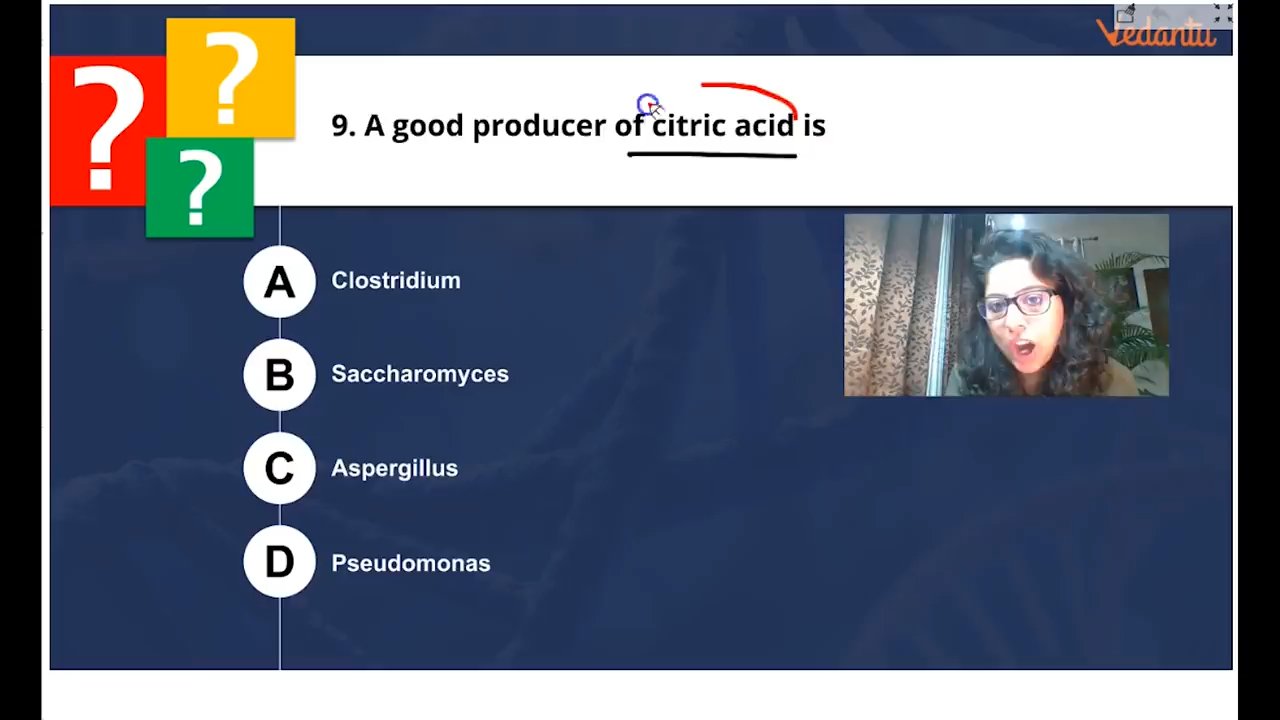 Vedantu
?
?
?
9. A good producer of citric acid is
A Clostridium
B Saccharomyces
C Aspergillus
D Pseudomonas